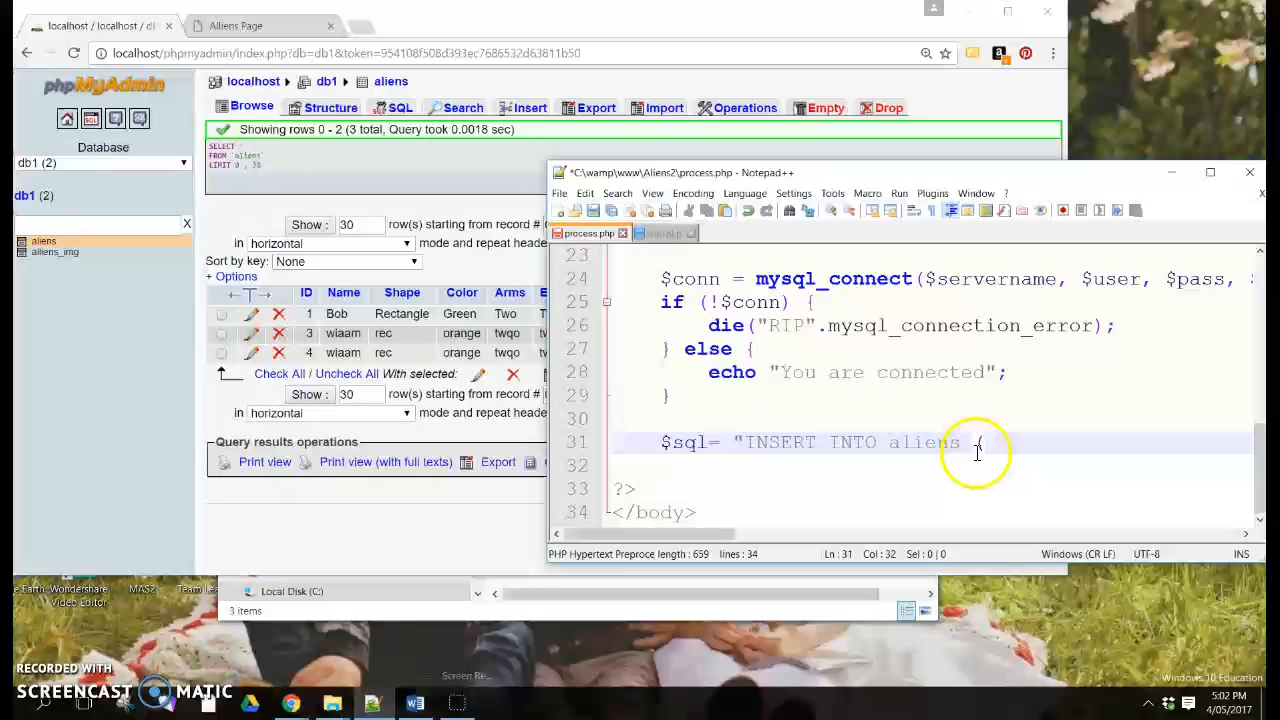 localhost / localhost / d
Aliens Page
localhost/phpmyadmin/index.php?db=db1&token=954108f508d393ec7686532d63811b50
phpMyAdmin
localhost db1 aliens
Browse Structure SQL Search Insert Export Import Operations Empty Drop
Database
db1 (2)
db1 (2)
X
aliens
alliens_img
Showing rows 0 - 2 (3 total, Query took 0.0018 sec)
SELECT *
FROM `aliens`
LIMIT 0 , 30
Show : 30 row(s) starting from record #
in horizontal mode and repeat heade
Sort by key: None
+ Options
ID Name Shape Color Arms E
1 Bob Rectangle Green Two
3 wiaam rec orange twqo
4 wiaam rec orange twqo
Check All / Uncheck All With selected:
Show : 30 row(s) starting from record #
in horizontal mode and repeat heade
Query results operations
Print view Print view (with full texts) Export
*C:\wamp\www\Aliens2\process.php - Notepad++
File Edit Search View Encoding Language Settings Tools Macro Run Plugins Window ?
process.php
23
24 $conn = mysql_connect($servername, $user, $pass, $
25 if (!$conn) {
26 die("RIP".mysql_connection_error);
27 } else {
28 echo "You are connected";
29 }
30
31 $sql= "INSERT INTO aliens (
32
33 ?>
34 </body>
PHP Hypertext Preproce length : 659 lines : 34 Ln : 31 Col : 32 Sel : 0 | 0 Windows (CR LF) UTF-8 INS
e.Earth-Wondershare
Video.Editor
MAS2
Team Lea
Local Disk (C:)
3 items
RECORDED WITH
SCREENCAST MATIC
Screen Re...
Windows 10 Education
5:02 PM
4/05/2017